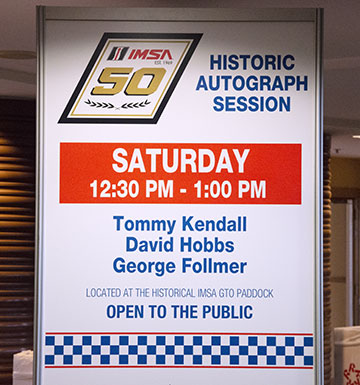 IMSA
EST. 1969
50
HISTORIC
AUTOGRAPH
SESSION
SATURDAY
12:30 PM - 1:00 PM
Tommy Kendall
David Hobbs
George Follmer
LOCATED AT THE HISTORICAL IMSA GTO PADDOCK
OPEN TO THE PUBLIC